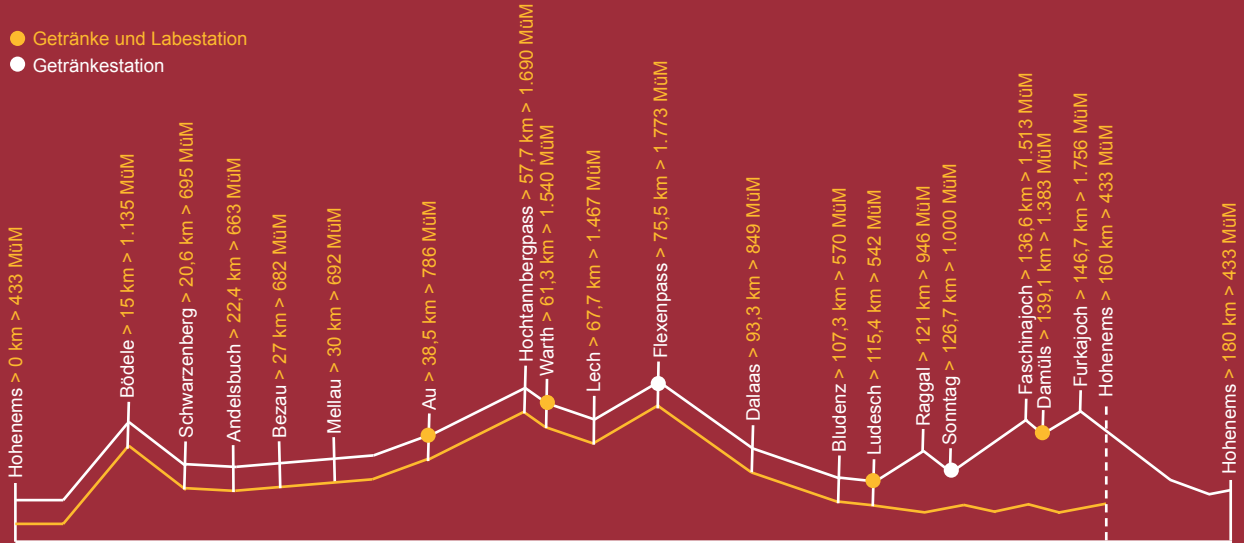 Getränke und Labestation
Getränkestation
Hohenems > 0 km > 433 MüM
Bödele > 15 km > 1.135 MüM
Schwarzenberg > 20,6 km > 695 MüM
Andelsbuch > 22,4 km > 663 MüM
Bezau > 27 km > 682 MüM
Mellau > 30 km > 692 MüM
Au > 38,5 km > 786 MüM
Hochtannbergpass > 57,7 km > 1.690 MüM
Warth > 61,3 km > 1.540 MüM
Lech > 67,7 km > 1.467 MüM
Flexenpass > 75,5 km > 1.773 MüM
Dalaas > 93,3 km > 849 MüM
Bludenz > 107,3 km > 570 MüM
Ludesch > 115,4 km > 542 MüM
Raggal > 121 km > 946 MüM
Sonntag > 126,7 km > 1.000 MüM
Faschinajoch > 136,6 km > 1.513 MüM
Damüls > 139,1 km > 1.383 MüM
Furkajoch > 146,7 km > 1.756 MüM
Hohenems > 160 km > 433 MüM
Hohenems > 180 km > 433 MüM